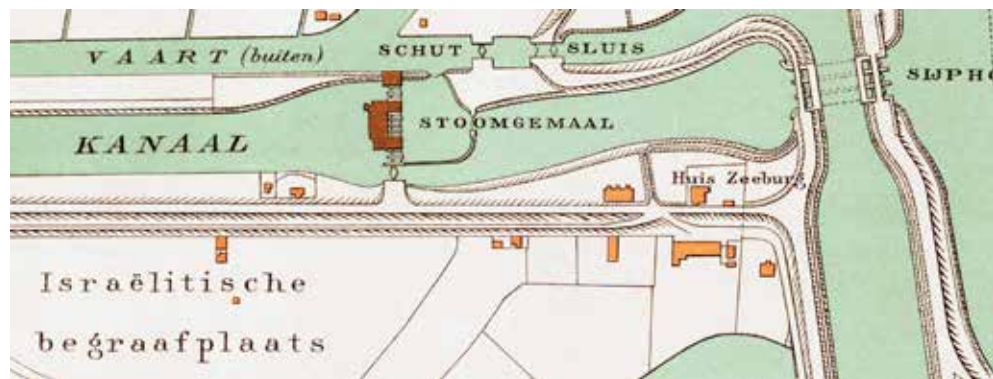 VAART (buiten)
SCHUT SLUIS
SIJPHO
STOOMGEMAAL
KANAAL
Huis Zeeburg
Israëlitische
begraafplaats